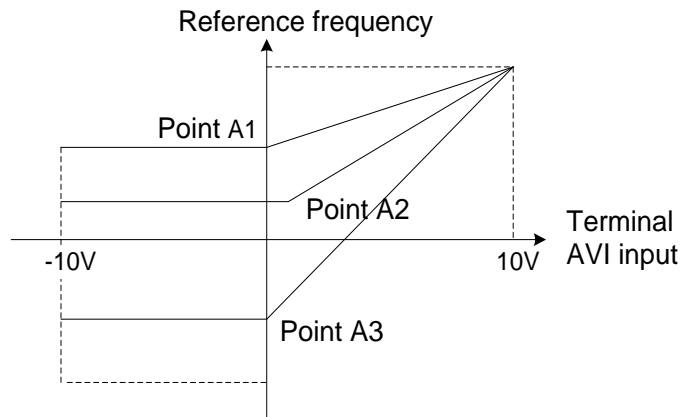 Reference frequency
Point A1
Point A2
Terminal
AVI input
-10V
10V
Point A3